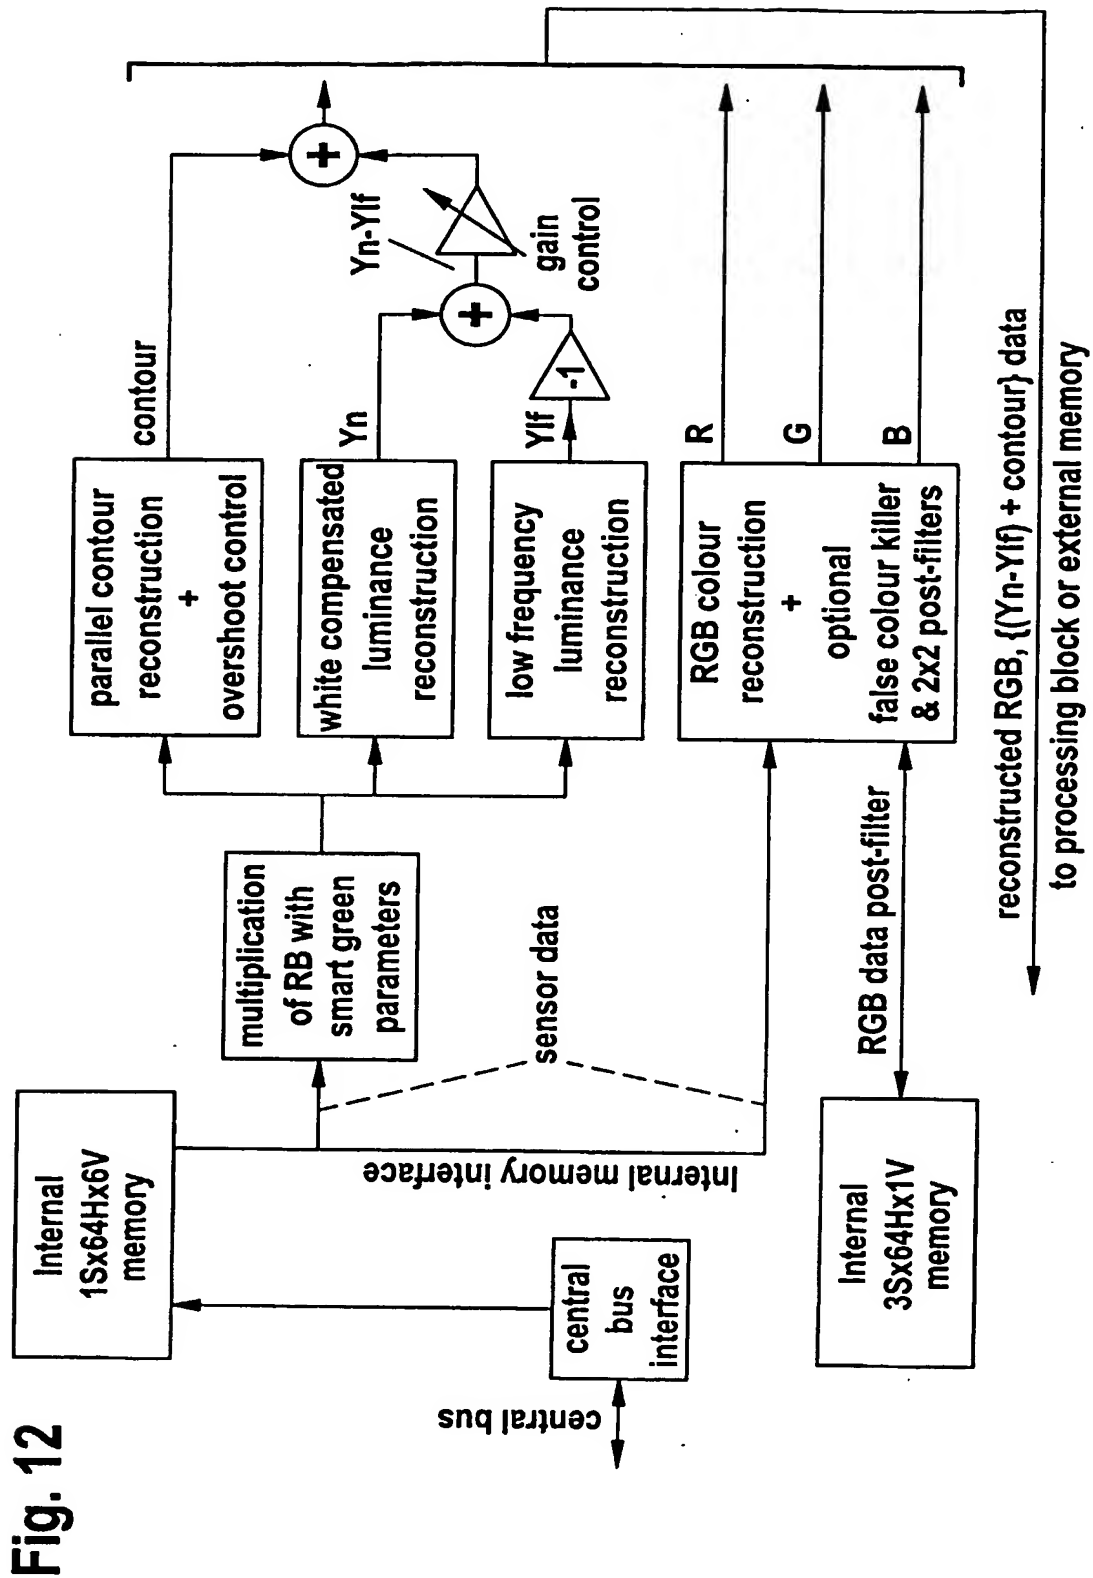 Fig. 12
Internal
1Sx64Hx6V
memory
central bus
central
bus
interface
Internal memory interface
sensor data
multiplication
of RB with
smart green
parameters
parallel contour
reconstruction
+
overshoot control
contour
white compensated
luminance
reconstruction
Yn
low frequency
luminance
reconstruction
Ylf
-1
+
Yn-Ylf
gain
control
+
RGB colour
reconstruction
+
optional
false colour killer
& 2x2 post-filters
R
G
B
RGB data post-filter
Internal
3Sx64Hx1V
memory
reconstructed RGB, {(Yn-Ylf) + contour} data
to processing block or external memory